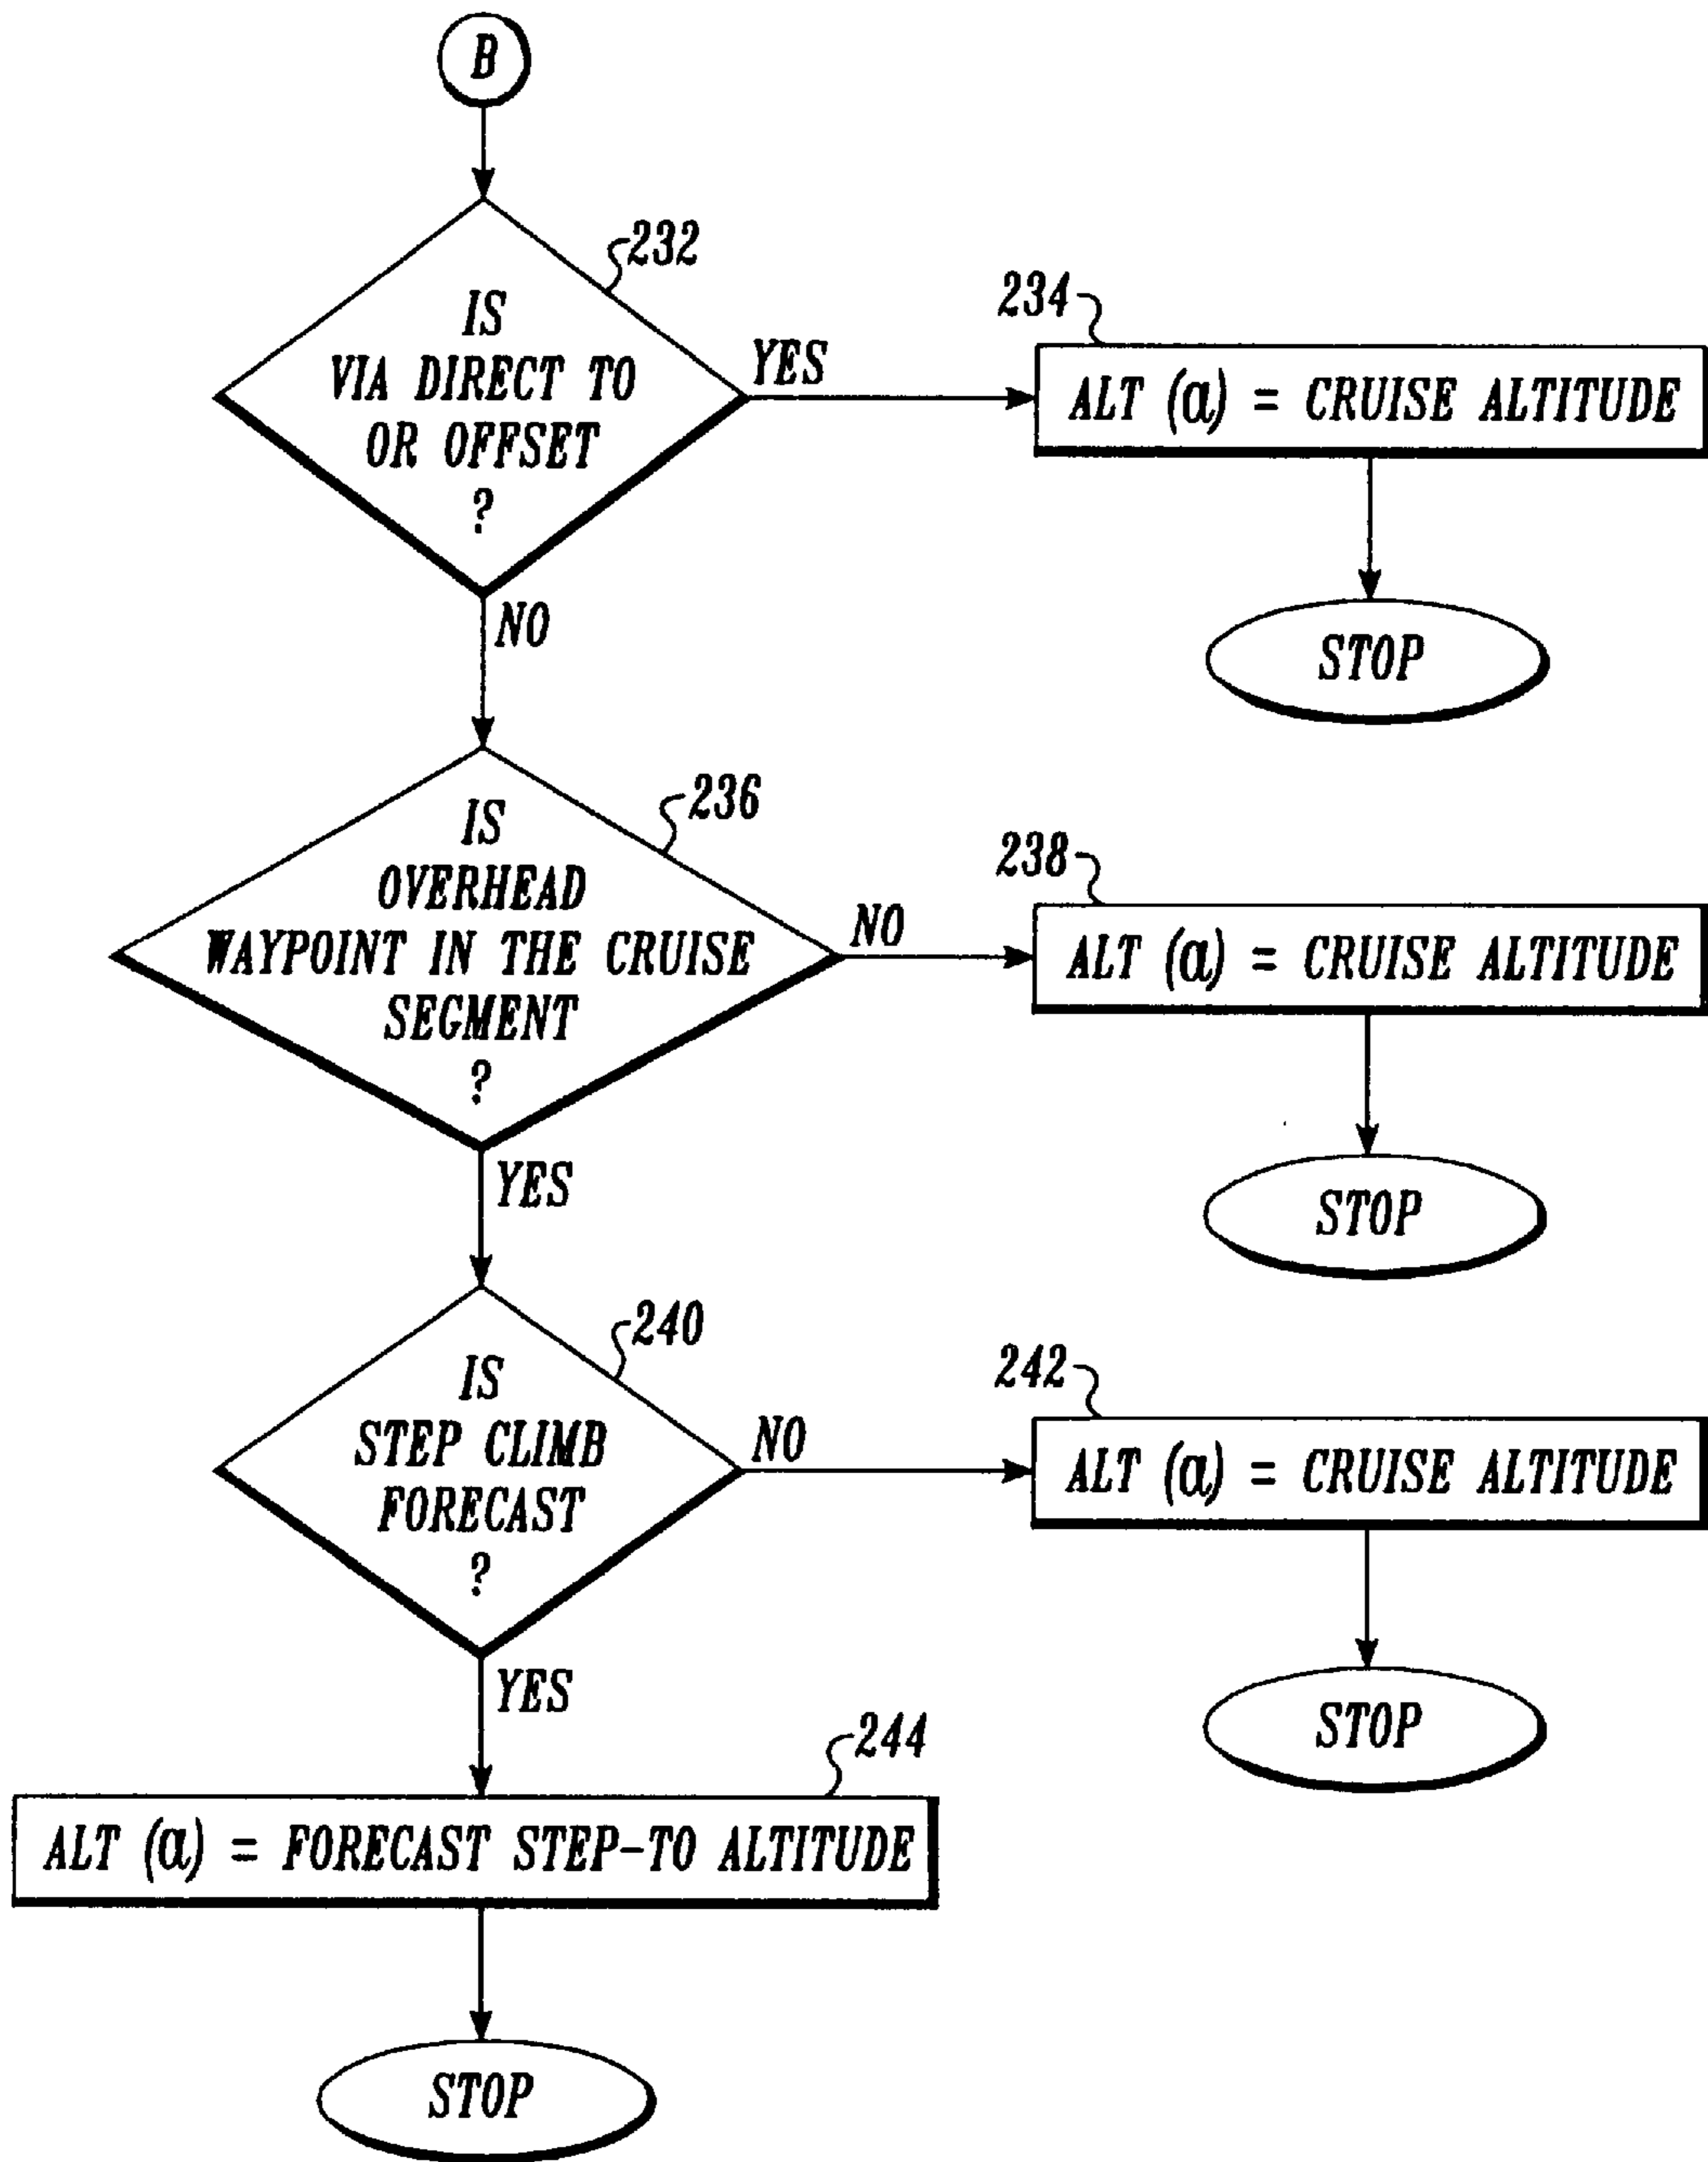 B
232
IS
VIA DIRECT TO
OR OFFSET
?
YES
234
ALT (α) = CRUISE ALTITUDE
STOP
NO
236
IS
OVERHEAD
WAYPOINT IN THE CRUISE
SEGMENT
?
NO
238
ALT (α) = CRUISE ALTITUDE
STOP
YES
240
IS
STEP CLIMB
FORECAST
?
NO
242
ALT (α) = CRUISE ALTITUDE
STOP
YES
244
ALT (α) = FORECAST STEP-TO ALTITUDE
STOP